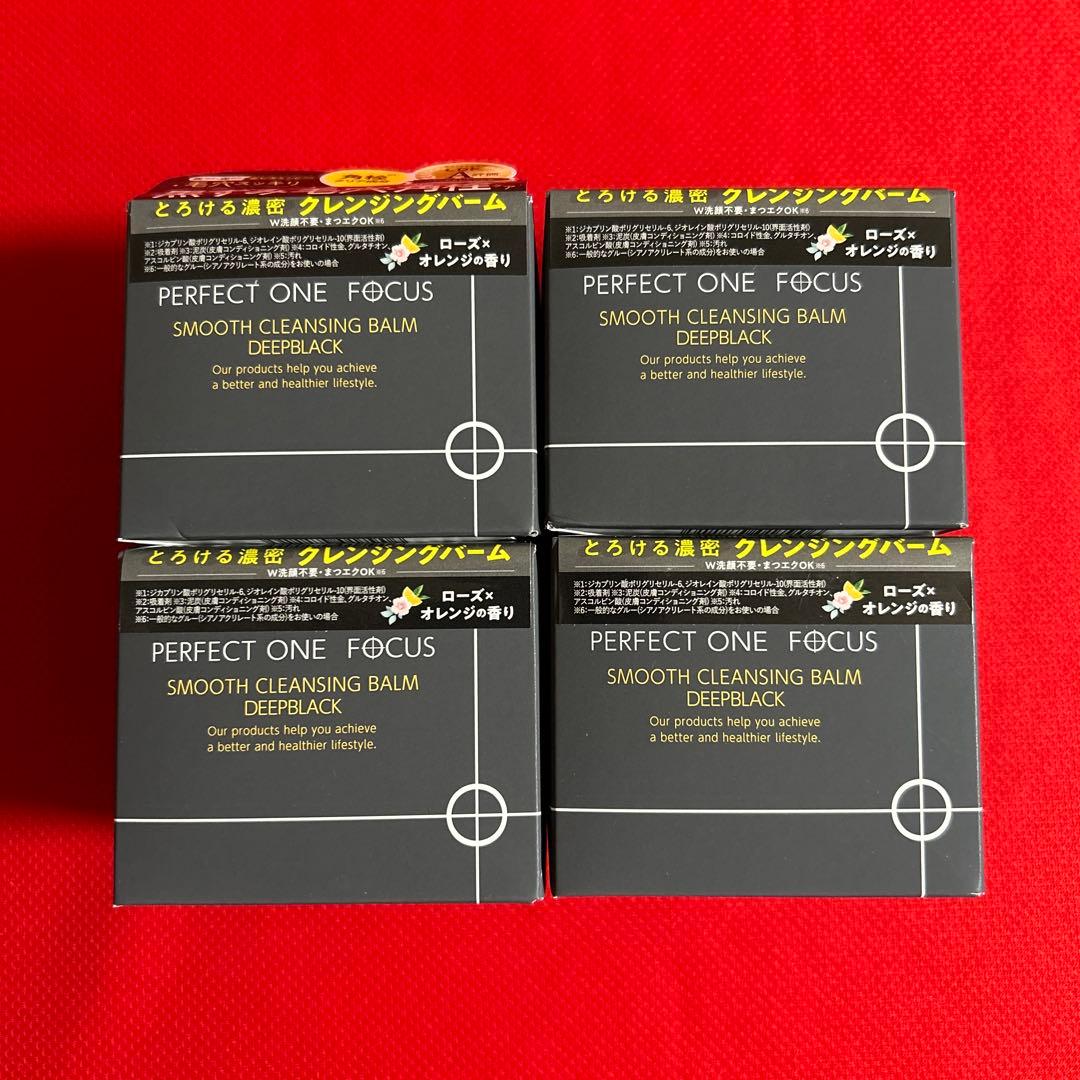 毛穴スッキリ
角栓
とろける濃密 クレンジングバーム
W洗顔不要・まつエクOK※6
※1:ジカプリン酸ポリグリセリル-6、ジオレイン酸ポリグリセリル-10(界面活性剤)
※2:吸着剤 ※3:泥炭(皮膚コンディショニング剤) ※4:コロイド性金、グルタチオン、
アスコルビン酸(皮膚コンディショニング剤) ※5:汚れ
※6:一般的なグルー(シアノアクリレート系の成分)をお使いの場合
ローズ×
オレンジの香り
PERFECT ONE FOCUS
SMOOTH CLEANSING BALM
DEEPBLACK
Our products help you achieve
a better and healthier lifestyle.
とろける濃密 クレンジングバーム
W洗顔不要・まつエクOK※6
※1:ジカプリン酸ポリグリセリル-6、ジオレイン酸ポリグリセリル-10(界面活性剤)
※2:吸着剤 ※3:泥炭(皮膚コンディショニング剤) ※4:コロイド性金、グルタチオン、
アスコルビン酸(皮膚コンディショニング剤) ※5:汚れ
※6:一般的なグルー(シアノアクリレート系の成分)をお使いの場合
ローズ×
オレンジの香り
PERFECT ONE FOCUS
SMOOTH CLEANSING BALM
DEEPBLACK
Our products help you achieve
a better and healthier lifestyle.
とろける濃密 クレンジングバーム
W洗顔不要・まつエクOK※6
※1:ジカプリン酸ポリグリセリル-6、ジオレイン酸ポリグリセリル-10(界面活性剤)
※2:吸着剤 ※3:泥炭(皮膚コンディショニング剤) ※4:コロイド性金、グルタチオン、
アスコルビン酸(皮膚コンディショニング剤) ※5:汚れ
※6:一般的なグルー(シアノアクリレート系の成分)をお使いの場合
ローズ×
オレンジの香り
PERFECT ONE FOCUS
SMOOTH CLEANSING BALM
DEEPBLACK
Our products help you achieve
a better and healthier lifestyle.
とろける濃密 クレンジングバーム
W洗顔不要・まつエクOK※6
※1:ジカプリン酸ポリグリセリル-6、ジオレイン酸ポリグリセリル-10(界面活性剤)
※2:吸着剤 ※3:泥炭(皮膚コンディショニング剤) ※4:コロイド性金、グルタチオン、
アスコルビン酸(皮膚コンディショニング剤) ※5:汚れ
※6:一般的なグルー(シアノアクリレート系の成分)をお使いの場合
ローズ×
オレンジの香り
PERFECT ONE FOCUS
SMOOTH CLEANSING BALM
DEEPBLACK
Our products help you achieve
a better and healthier lifestyle.